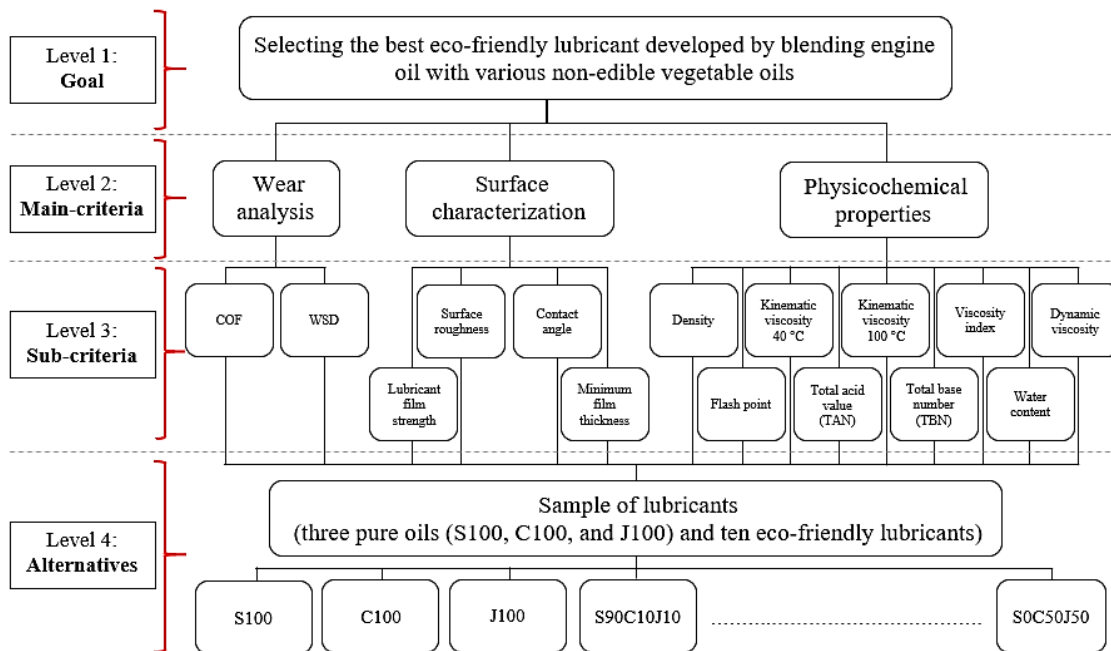 Level 1:
Goal
Selecting the best eco-friendly lubricant developed by blending engine
oil with various non-edible vegetable oils
Level 2:
Main-criteria
Wear
analysis
Surface
characterization
Physicochemical
properties
Level 3:
Sub-criteria
COF
WSD
Surface
roughness
Contact
angle
Lubricant
film
strength
Minimum
film
thickness
Density
Kinematic
viscosity
40 °C
Kinematic
viscosity
100 °C
Viscosity
index
Dynamic
viscosity
Flash point
Total acid
value
(TAN)
Total base
number
(TBN)
Water
content
Level 4:
Alternatives
Sample of lubricants
(three pure oils (S100, C100, and J100) and ten eco-friendly lubricants)
S100
C100
J100
S90C10J10
S0C50J50